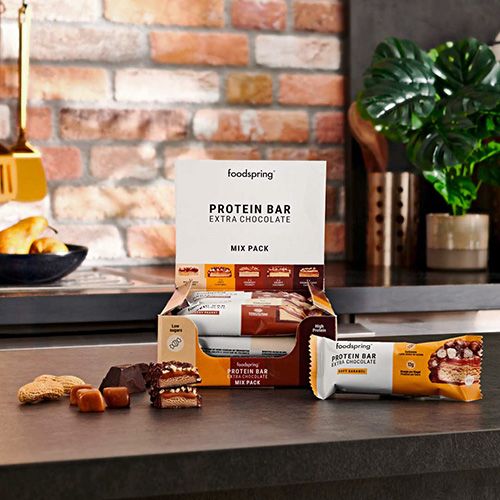 foodspring
PROTEIN BAR
EXTRA CHOCOLATE
MIX PACK
Low
sugars
High
Protein
foodspring
PROTEIN BAR
EXTRA CHOCOLATE
MIX PACK
foodspring
PROTEIN BAR
EXTRA CHOCOLATE
SOFT CARAMEL